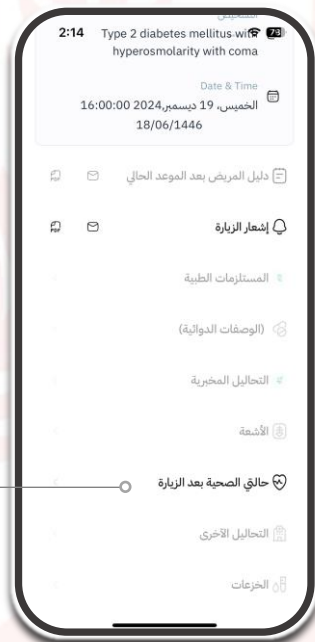 التشخيص
2:14
Type 2 diabetes mellitus with
73
hyperosmolarity with coma
Date & Time
الخميس، 19 ديسمبر,2024 16:00:00
18/06/1446
دليل المريض بعد الموعد الحالي
إشعار الزيارة
المستلزمات الطبية
(الوصفات الدوائية)
التحاليل المخبرية
الأشعة
حالتي الصحية بعد الزيارة
التحاليل الأخرى
الخزعات